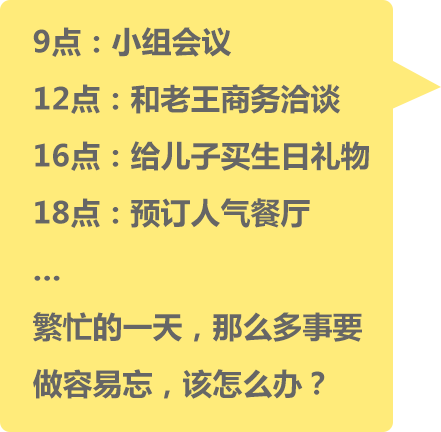 9点：小组会议
12点：和老王商务洽谈
16点：给儿子买生日礼物
18点：预订人气餐厅
...
繁忙的一天，那么多事要
做容易忘，该怎么办？